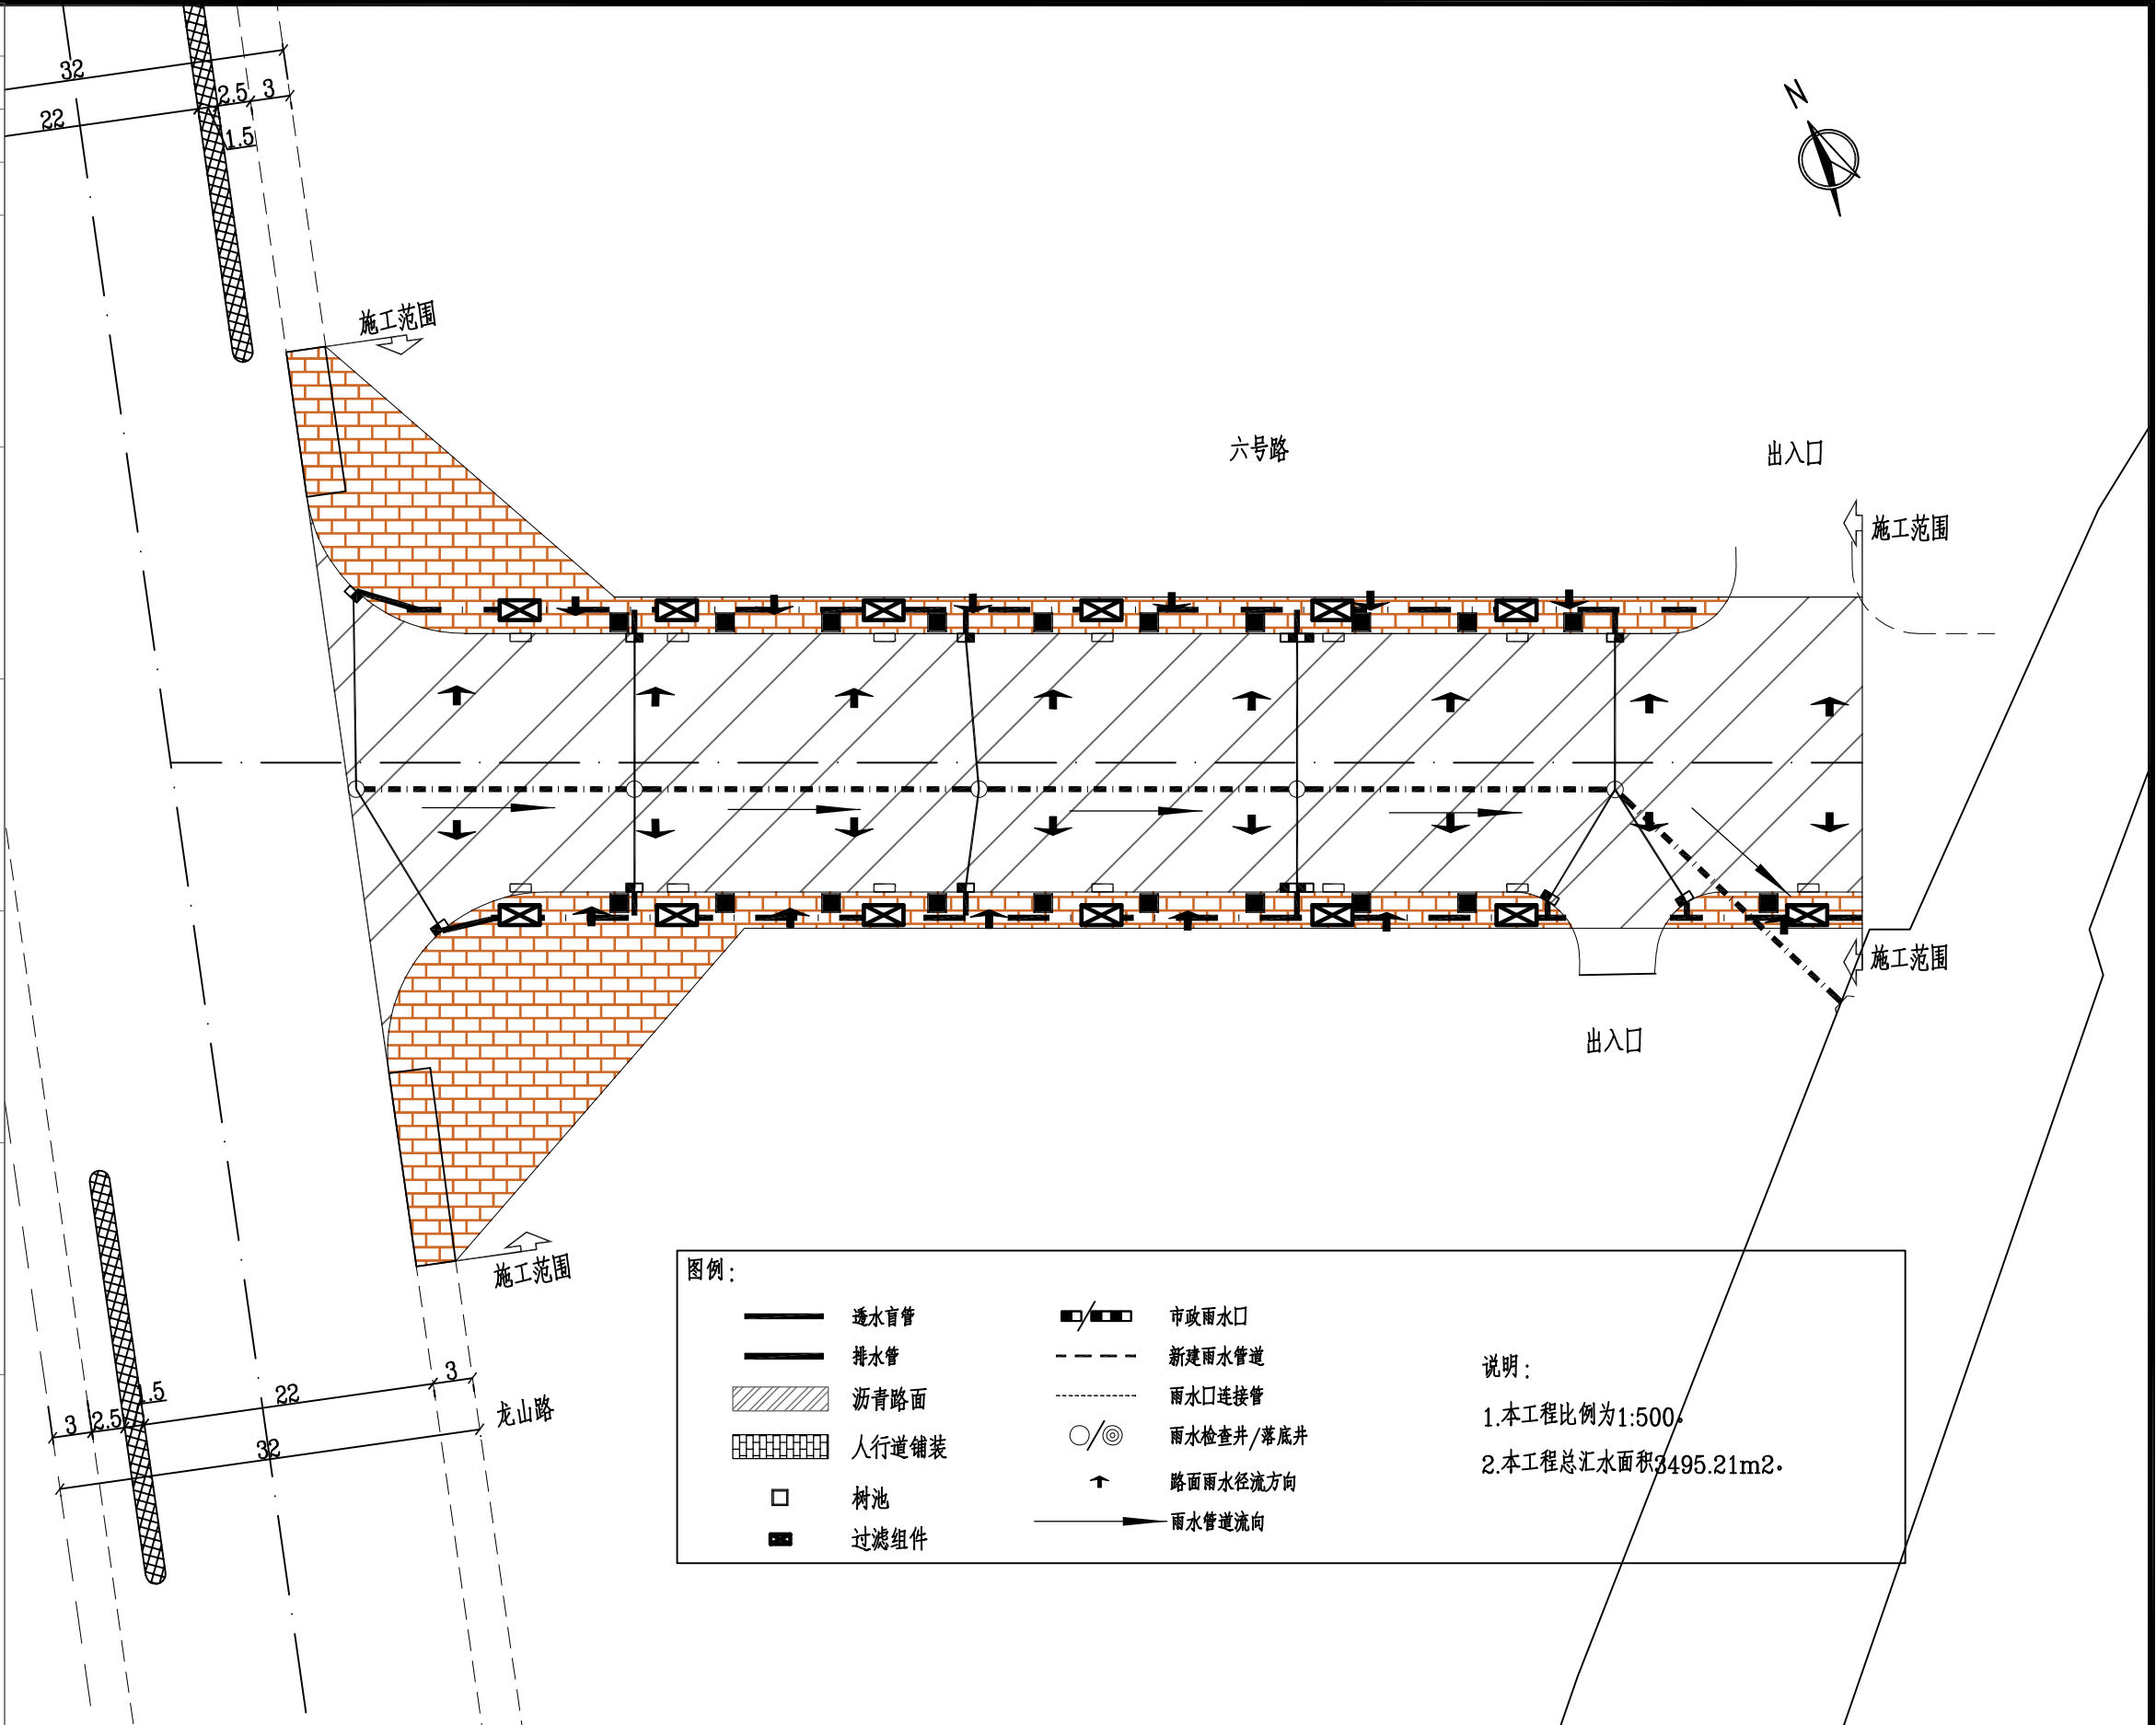 32
2.5 3
22
1.5
N
施工范围
六号路
出入口
施工范围
施工范围
出入口
施工范围
图例：
透水盲管
排水管
沥青路面
人行道铺装
树池
过滤组件
市政雨水口
新建雨水管道
雨水口连接管
雨水检查井/落底井
路面雨水径流方向
雨水管道流向
说明：
1.本工程比例为1:500。
2.本工程总汇水面积3495.21m2。
3
1.5
22
3 2.5
32
龙山路